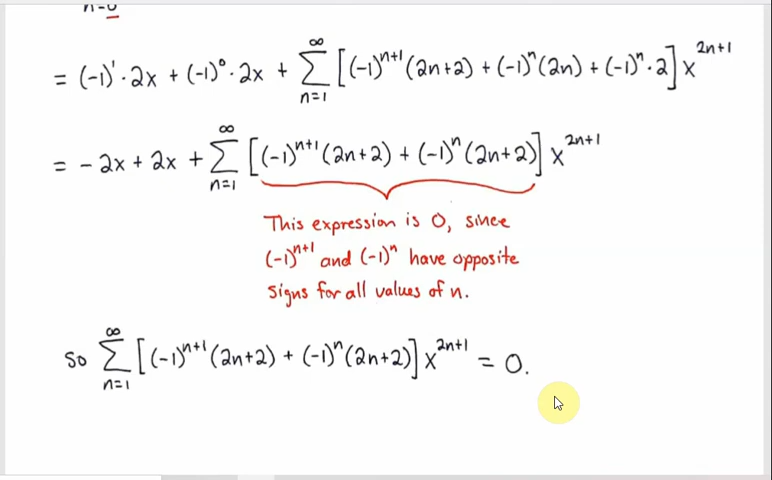 n=0
= (-1)¹ · 2x + (-1)⁰ · 2x + ∑_{n=1}^{∞} [(-1)^{n+1} (2n+2) + (-1)^n (2n) + (-1)^n · 2] x^{2n+1}
= - 2x + 2x + ∑_{n=1}^{∞} [(-1)^{n+1} (2n+2) + (-1)^n (2n+2)] x^{2n+1}
This expression is 0, since
(-1)^{n+1} and (-1)^n have opposite
signs for all values of n.
So ∑_{n=1}^{∞} [(-1)^{n+1} (2n+2) + (-1)^n (2n+2)] x^{2n+1} = 0.